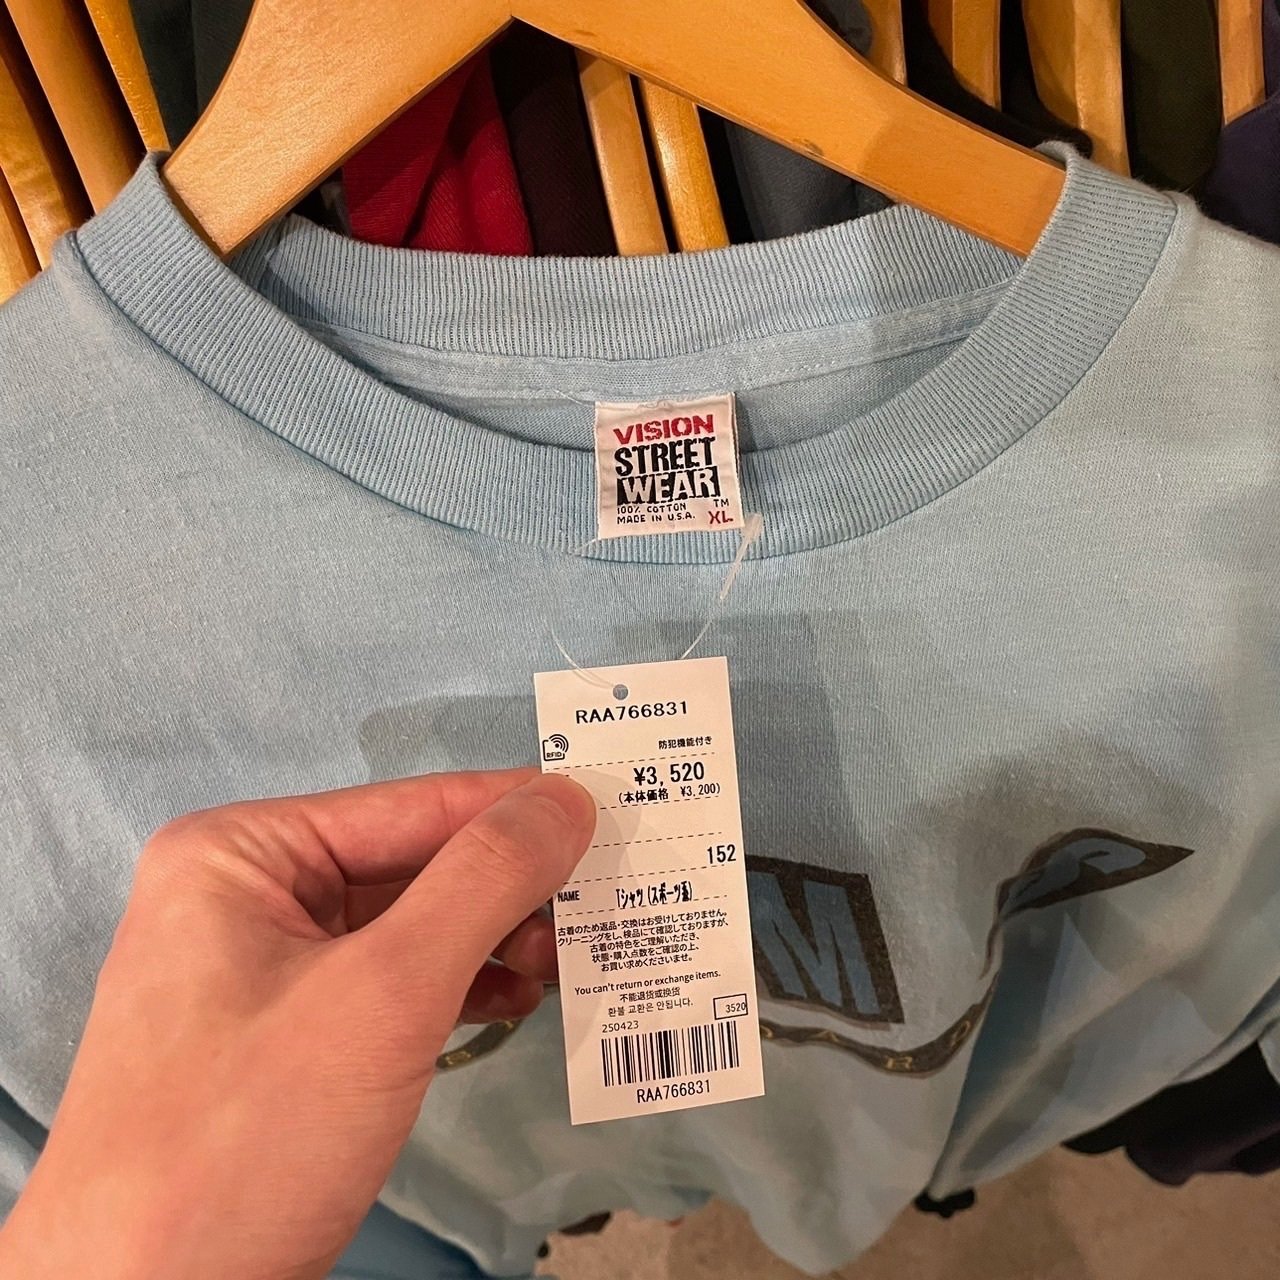 VISION
STREET
WEAR
TM
100% COTTON
MADE IN U.S.A.
XL
RAA766831
RFID
防犯機能付き
¥3,520
(本体価格 ¥3,200)
152
NAME Tシャツ(スポーツ系)
古着のため返品・交換はお受けしておりません。
クリーニングをし、検品にて確認しておりますが、
古着の特色をご理解いただき、
状態・購入点数をご確認の上、
お買い求めくださいませ。
You can't return or exchange items.
不能退货或换货
환불 교환은 안됩니다.
250423
3520
RAA766831
M